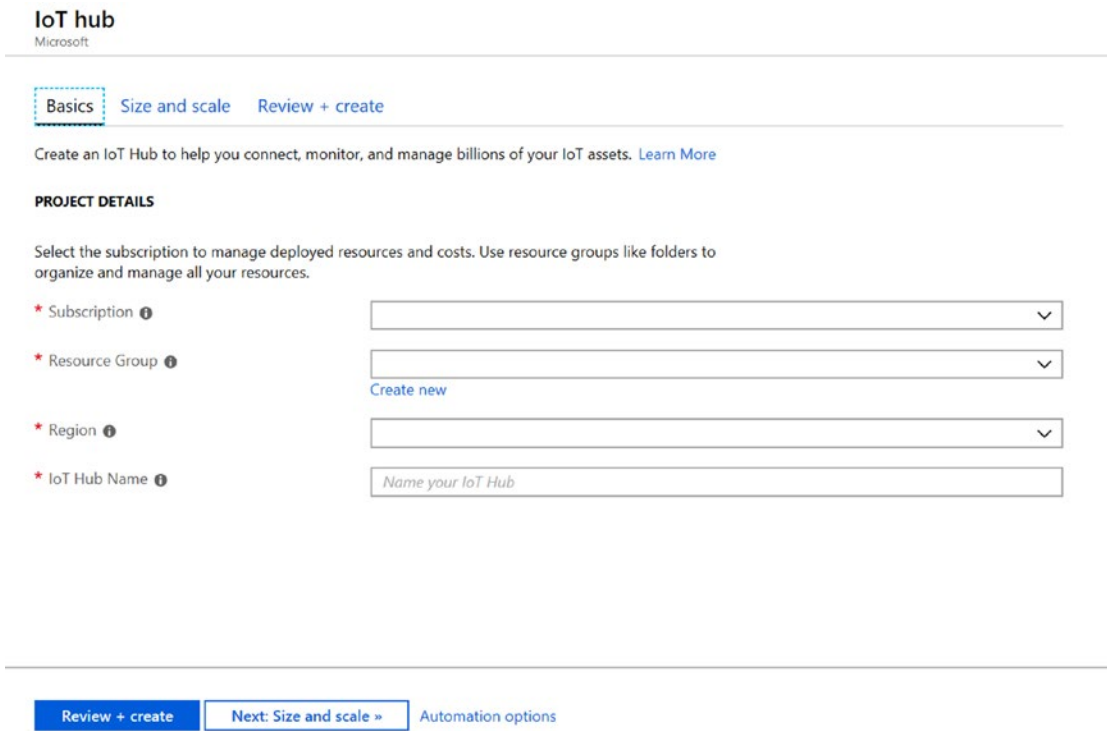 IoT hub
Microsoft
Basics Size and scale Review + create
Create an IoT Hub to help you connect, monitor, and manage billions of your IoT assets. Learn More
PROJECT DETAILS
Select the subscription to manage deployed resources and costs. Use resource groups like folders to
organize and manage all your resources.
* Subscription
* Resource Group
Create new
* Region
* IoT Hub Name Name your IoT Hub
Review + create Next: Size and scale » Automation options